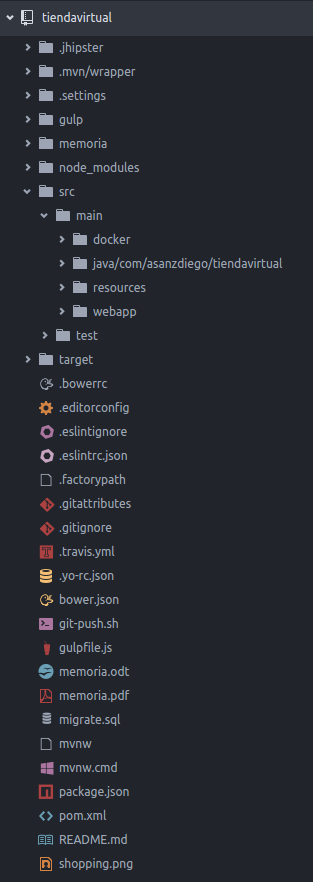 tiendavirtual
.jhipster
.mvn/wrapper
.settings
gulp
memoria
node_modules
src
main
docker
java/com/asanzdiego/tiendavirtual
resources
webapp
test
target
.bowerrc
.editorconfig
.eslintignore
.eslintrc.json
.factorypath
.gitattributes
.gitignore
.travis.yml
.yo-rc.json
bower.json
git-push.sh
gulpfile.js
memoria.odt
memoria.pdf
migrate.sql
mvnw
mvnw.cmd
package.json
pom.xml
README.md
shopping.png